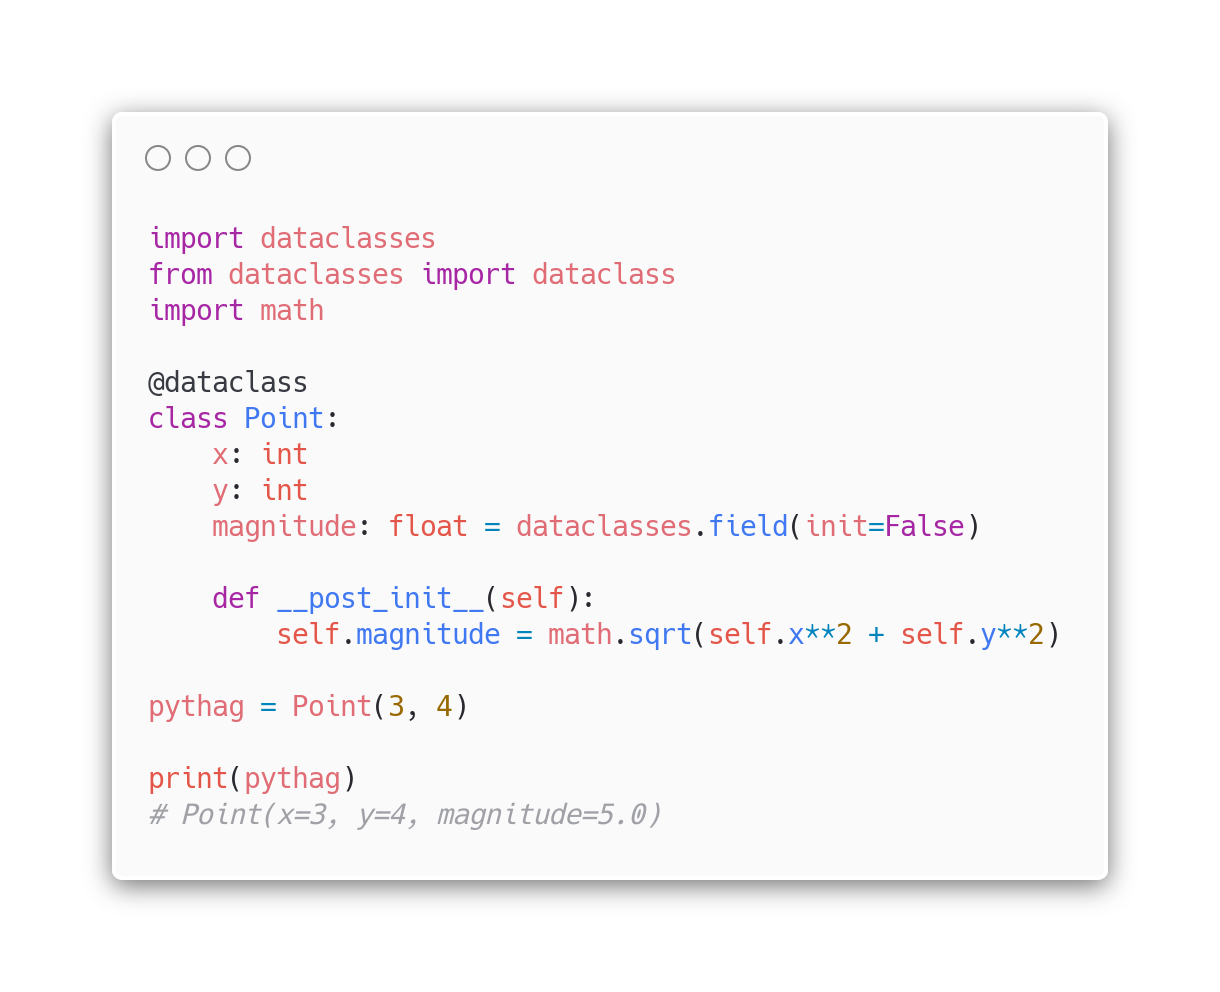 import dataclasses
from dataclasses import dataclass
import math

@dataclass
class Point:
    x: int
    y: int
    magnitude: float = dataclasses.field(init=False)

    def __post_init__(self):
        self.magnitude = math.sqrt(self.x**2 + self.y**2)

pythag = Point(3, 4)

print(pythag)
# Point(x=3, y=4, magnitude=5.0)